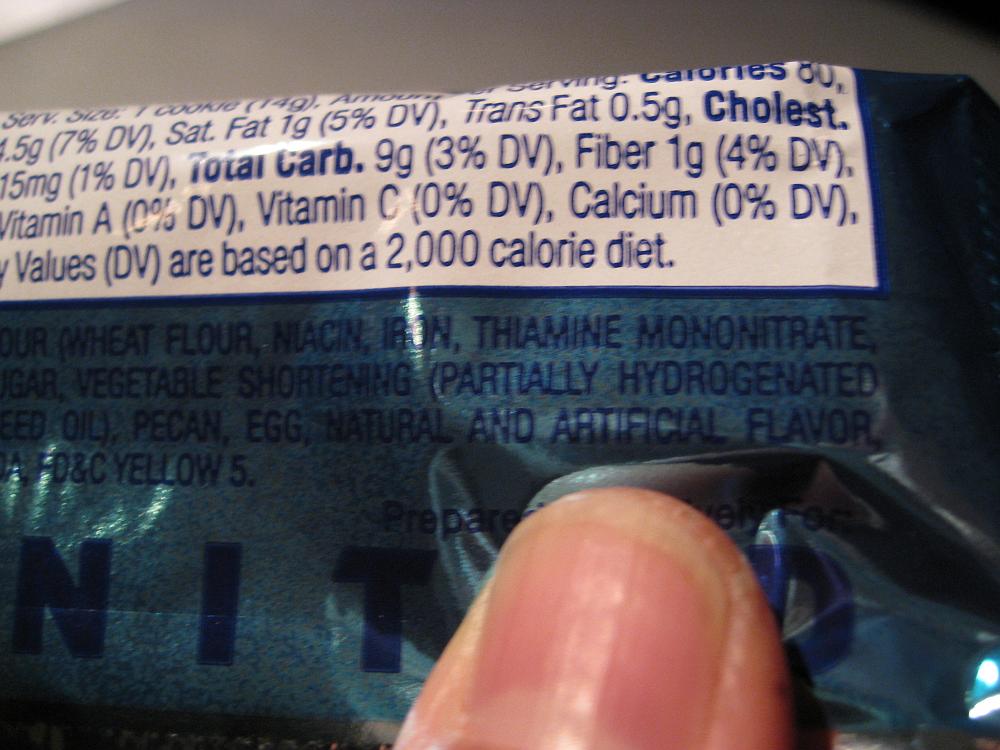 Serv. Size: 1 cookie (14g), Amount Serving: Calories 80,
4.5g (7% DV), Sat. Fat 1g (5% DV), Trans Fat 0.5g, Cholest.
15mg (1% DV), Total Carb. 9g (3% DV), Fiber 1g (4% DV),
Vitamin A (0% DV), Vitamin C (0% DV), Calcium (0% DV),
y Values (DV) are based on a 2,000 calorie diet.
OUR (WHEAT FLOUR, NIACIN, IRON, THIAMINE MONONITRATE,
UGAR, VEGETABLE SHORTENING (PARTIALLY HYDROGENATED
EED OIL), PECAN, EGG, NATURAL AND ARTIFICIAL FLAVOR,
DA, FD&C YELLOW 5.
Prepare vely For:
NIT D